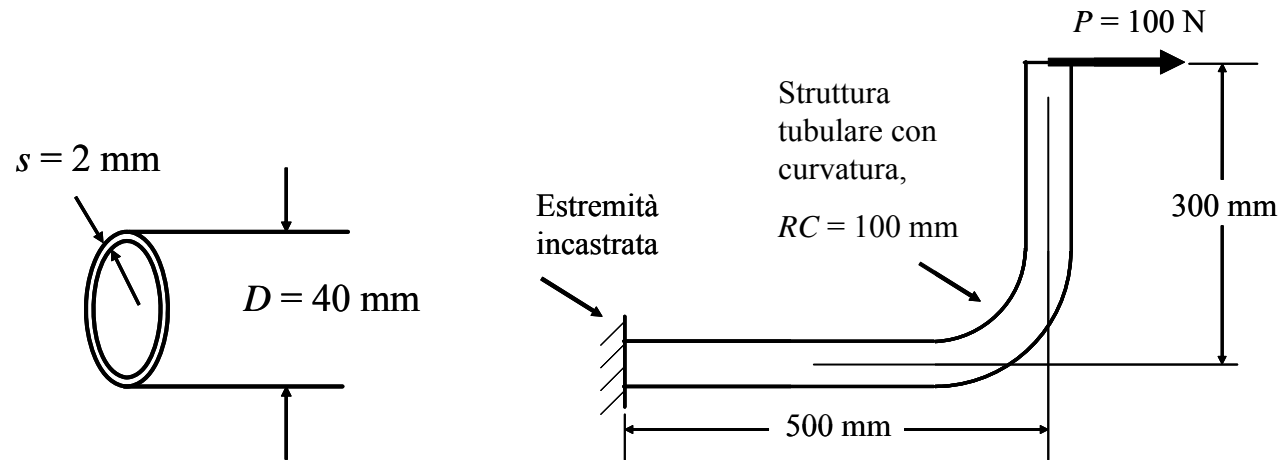 s = 2 mm
D = 40 mm
Estremità
incastrata
Struttura
tubulare con
curvatura,
RC = 100 mm
P = 100 N
300 mm
500 mm